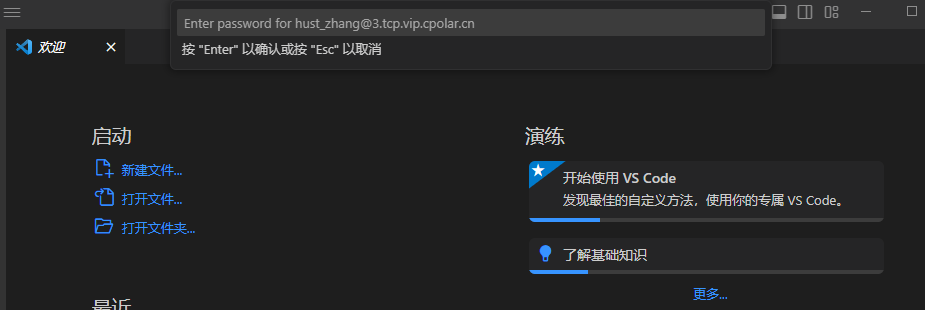 Enter password for hust_zhang@3.tcp.vip.cpolar.cn
按 "Enter" 以确认或按 "Esc" 以取消
欢迎
启动
新建文件...
打开文件...
打开文件夹...
最近
演练
开始使用 VS Code
发现最佳的自定义方法，使用你的专属 VS Code。
了解基础知识
更多...